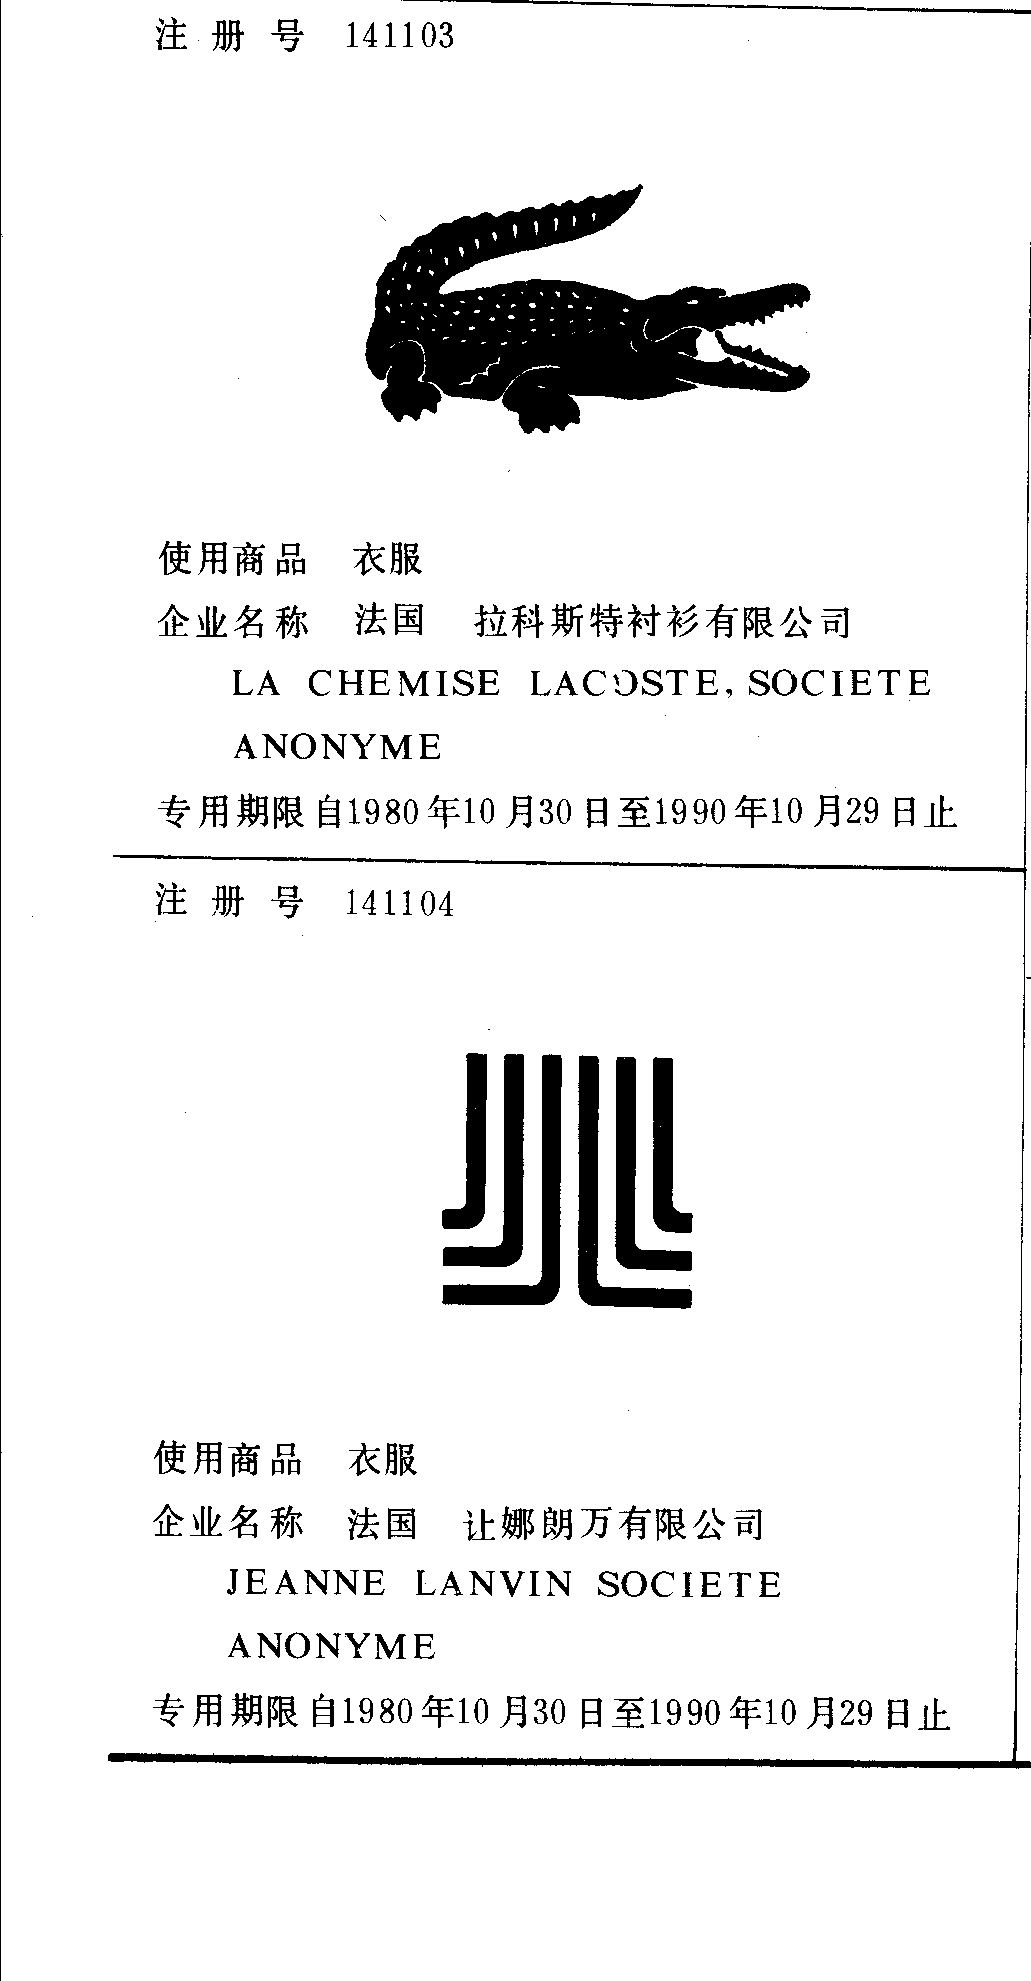 注 册 号 141103
使用商品 衣服
企业名称 法国 拉科斯特衬衫有限公司
LA CHEMISE LACOSTE, SOCIETE
ANONYME
专用期限自1980年10月30日至1990年10月29日止
注 册 号 141104
使用商品 衣服
企业名称 法国 让娜朗万有限公司
JEANNE LANVIN SOCIETE
ANONYME
专用期限自1980年10月30日至1990年10月29日止